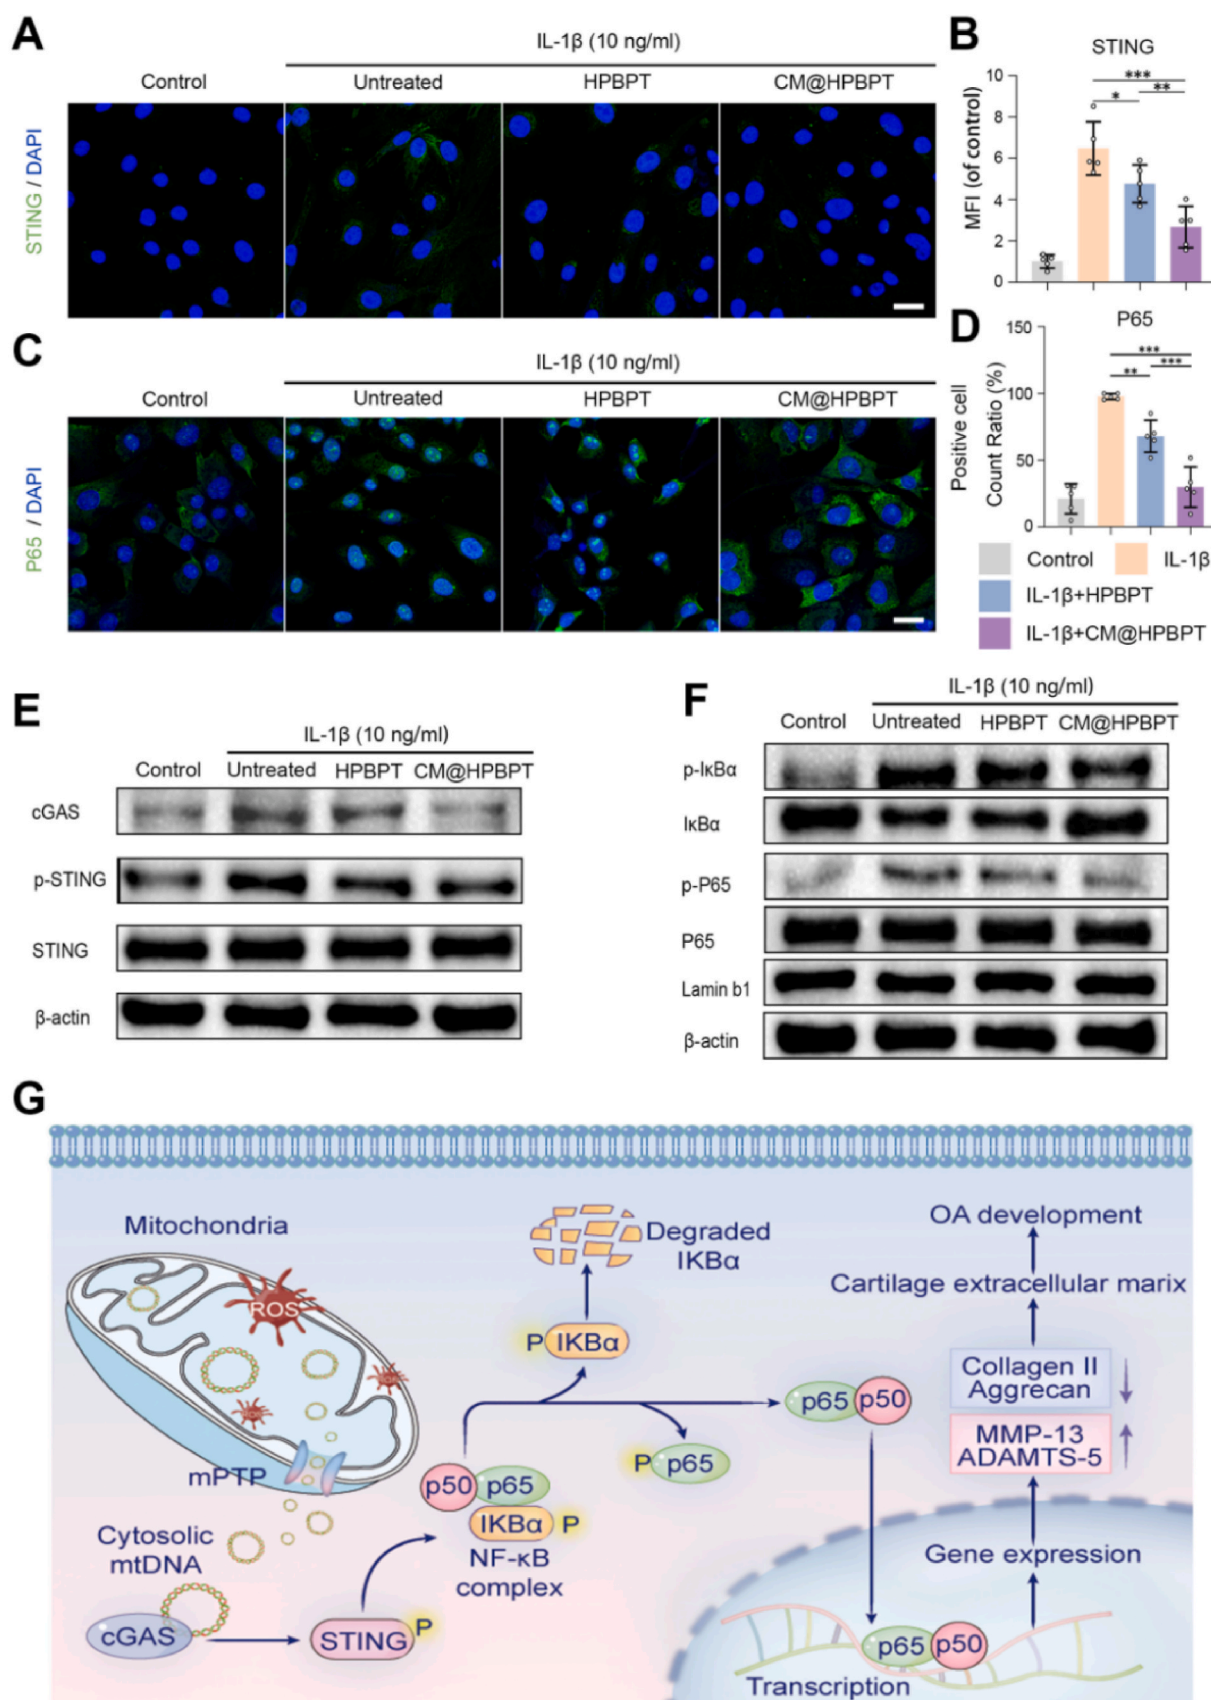 A
IL-1β (10 ng/ml)
Control
Untreated
HPBPT
CM@HPBPT
STING / DAPI
B
STING
***
*
**
MFI (of control)
10
8
6
4
2
0
C
IL-1β (10 ng/ml)
Control
Untreated
HPBPT
CM@HPBPT
P65 / DAPI
D
P65
***
**
***
Positive cell
Count Ratio (%)
150
100
50
0
Control
IL-1β
IL-1β+HPBPT
IL-1β+CM@HPBPT
E
IL-1β (10 ng/ml)
Control
Untreated
HPBPT
CM@HPBPT
cGAS
p-STING
STING
β-actin
F
IL-1β (10 ng/ml)
Control
Untreated
HPBPT
CM@HPBPT
p-IκBα
IκBα
p-P65
P65
Lamin b1
β-actin
G
Mitochondria
ROS
mPTP
Cytosolic
mtDNA
cGAS
STING
P
p50
p65
IKBα
P
NF-κB
complex
P
IKBα
Degraded
IKBα
P
p65
p65
p50
OA development
Cartilage extracellular marix
Collagen II
Aggrecan
MMP-13
ADAMTS-5
Gene expression
p65
p50
Transcription